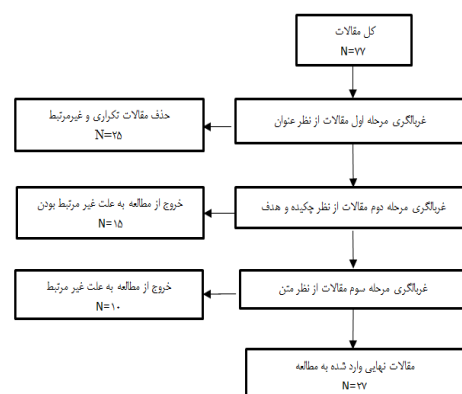 کل مقالات
N=۷۷
غربالگری مرحله اول مقالات از نظر عنوان
حذف مقالات تکراری و غیرمرتبط
N=۲۵
غربالگری مرحله دوم مقالات از نظر چکیده و هدف
خروج از مطالعه به علت غیر مرتبط بودن
N=۱۵
غربالگری مرحله سوم مقالات از نظر متن
خروج از مطالعه به علت غیر مرتبط
N=۱۰
مقالات نهایی وارد شده به مطالعه
N=۲۷